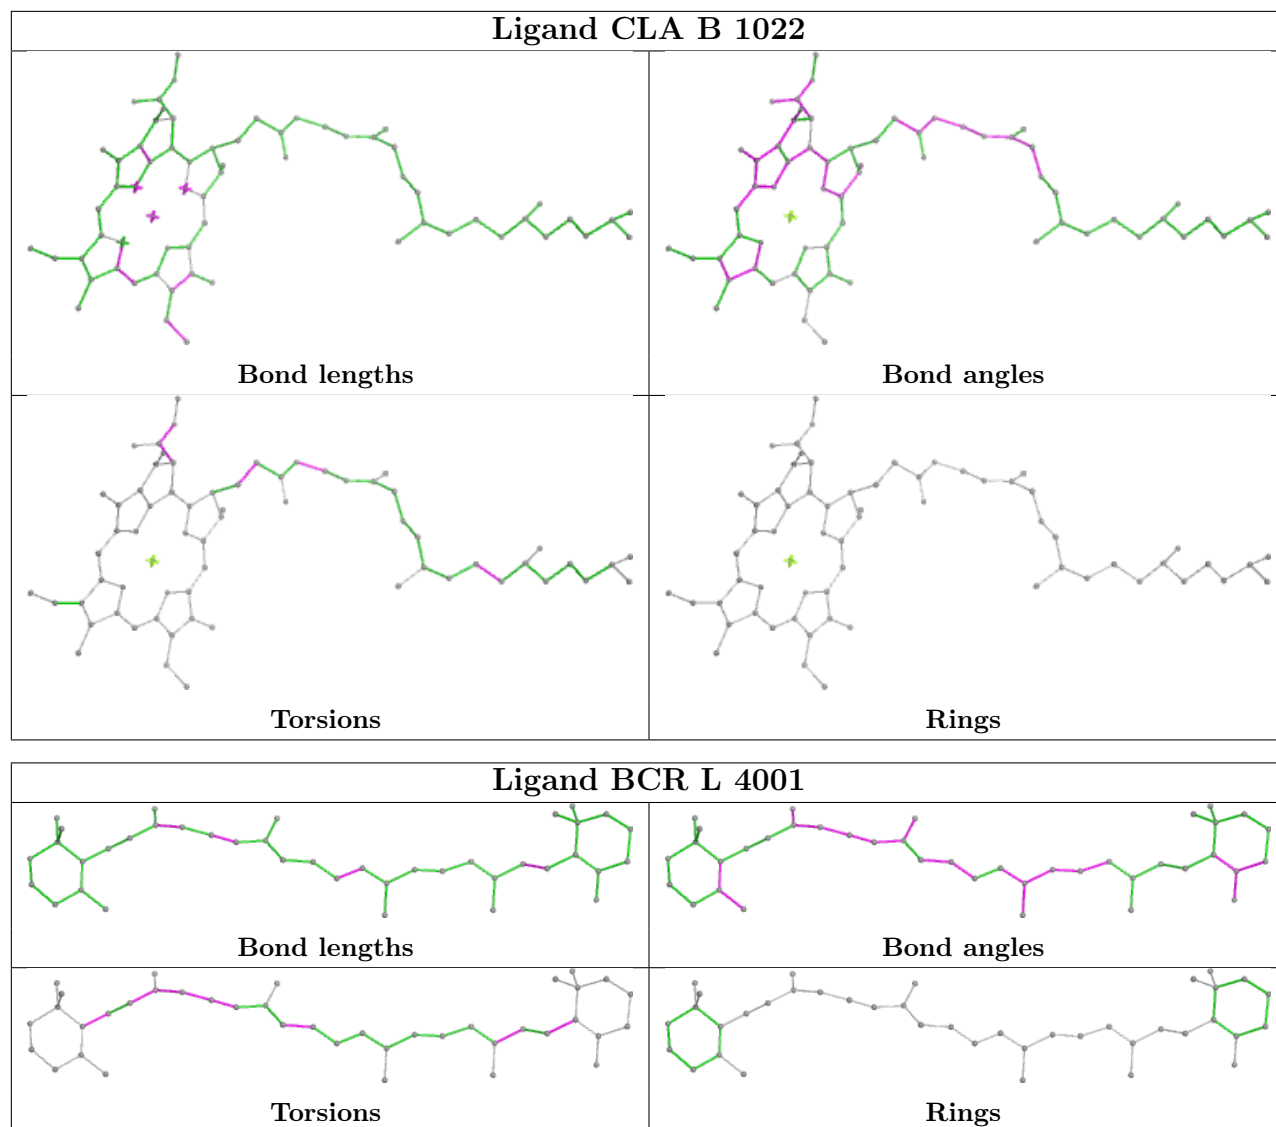 Ligand CLA B 1022
Bond lengths
Bond angles
Torsions
Rings
Ligand BCR L 4001
Bond lengths
Bond angles
Torsions
Rings